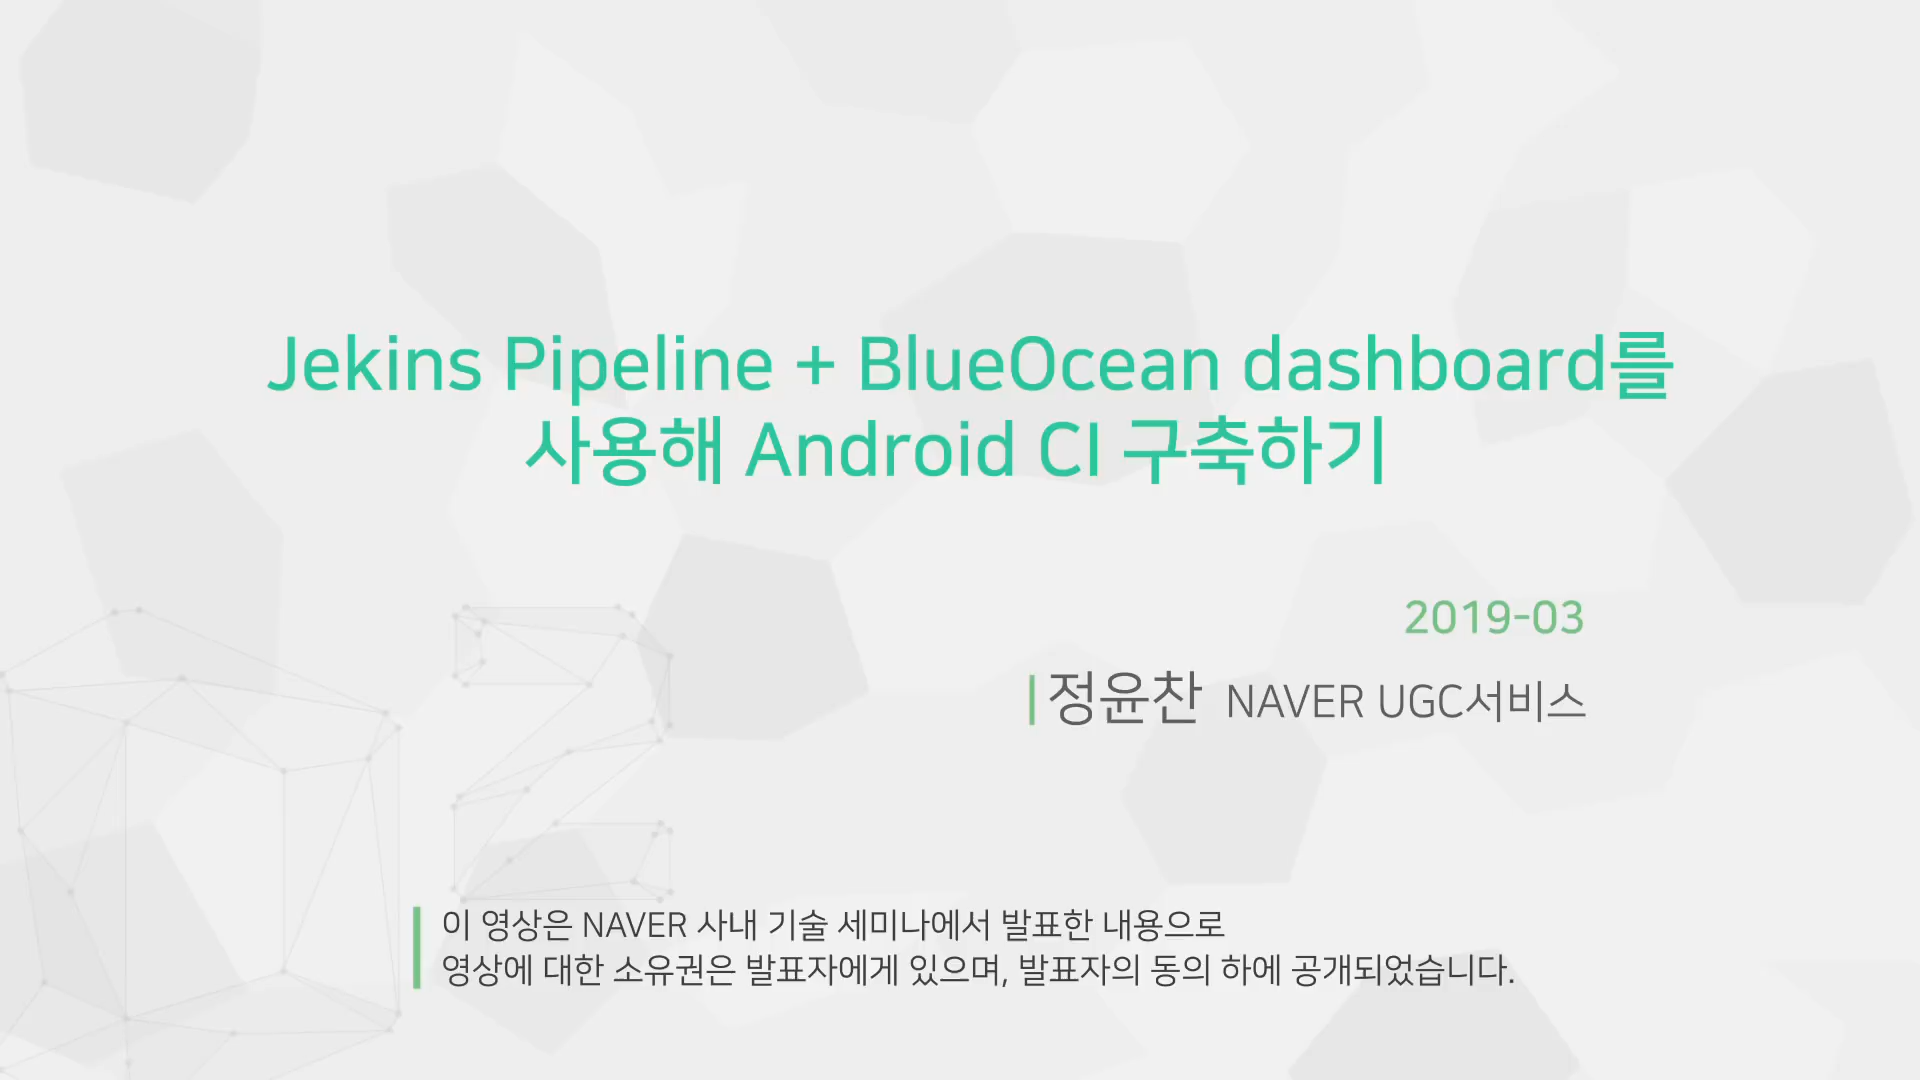 Jekins Pipeline + BlueOcean dashboard를
사용해 Android CI 구축하기
2019-03
정윤찬 NAVER UGC서비스
이 영상은 NAVER 사내 기술 세미나에서 발표한 내용으로
영상에 대한 소유권은 발표자에게 있으며, 발표자의 동의 하에 공개되었습니다.